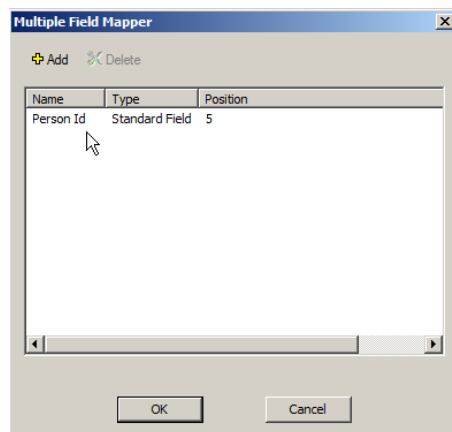 Multiple Field Mapper
Add Delete
Name Type Position
Person Id Standard Field 5
OK Cancel